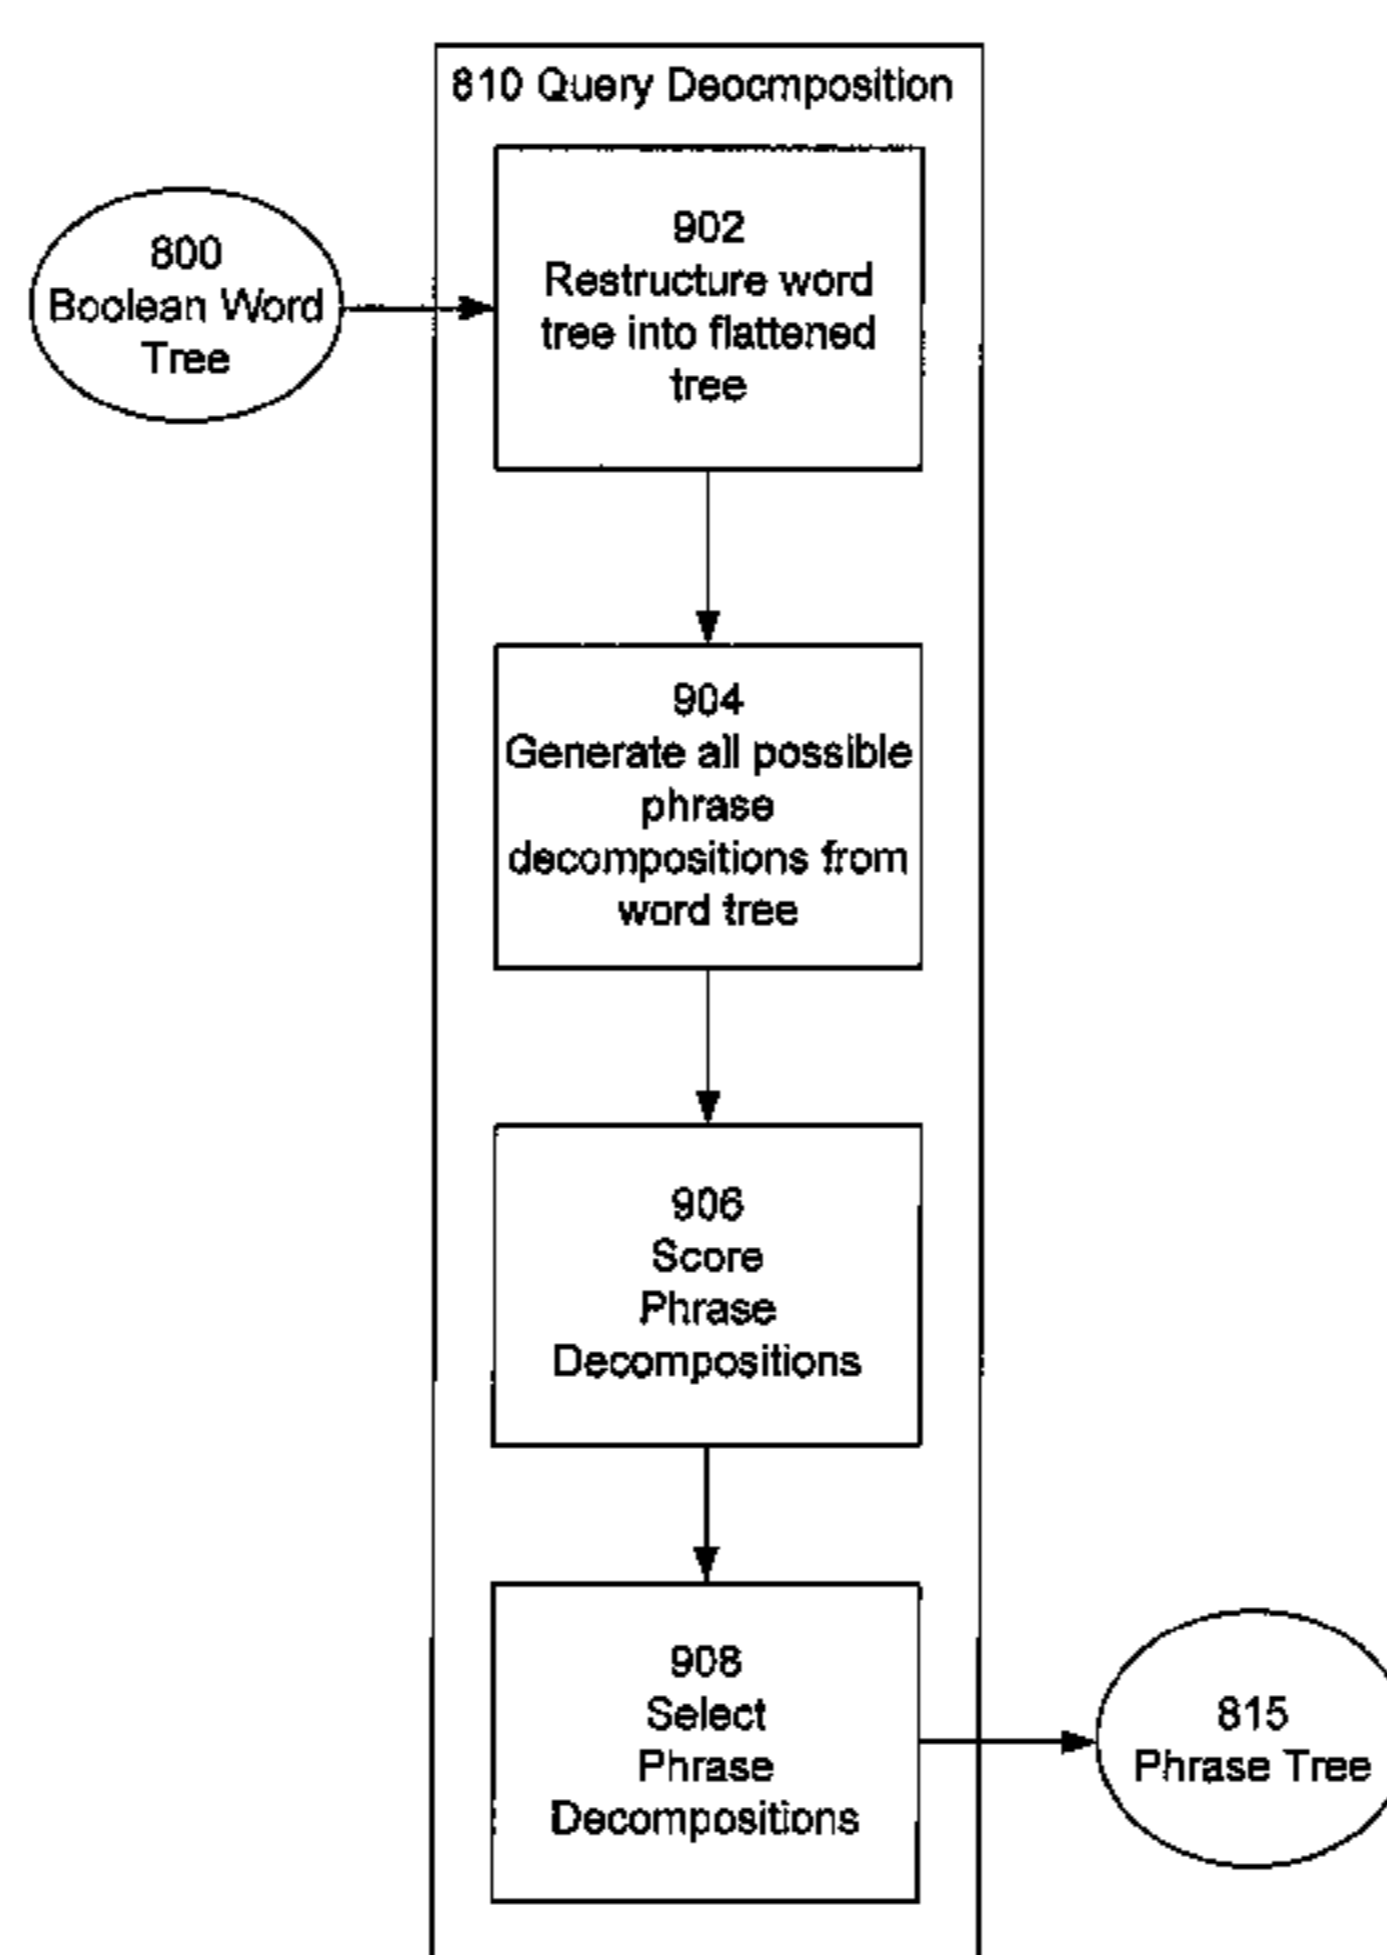 810 Query Deocmposition
800
Boolean Word
Tree
902
Restructure word
tree into flattened
tree
904
Generate all possible
phrase
decompositions from
word tree
906
Score
Phrase
Decompositions
908
Select
Phrase
Decompositions
815
Phrase Tree